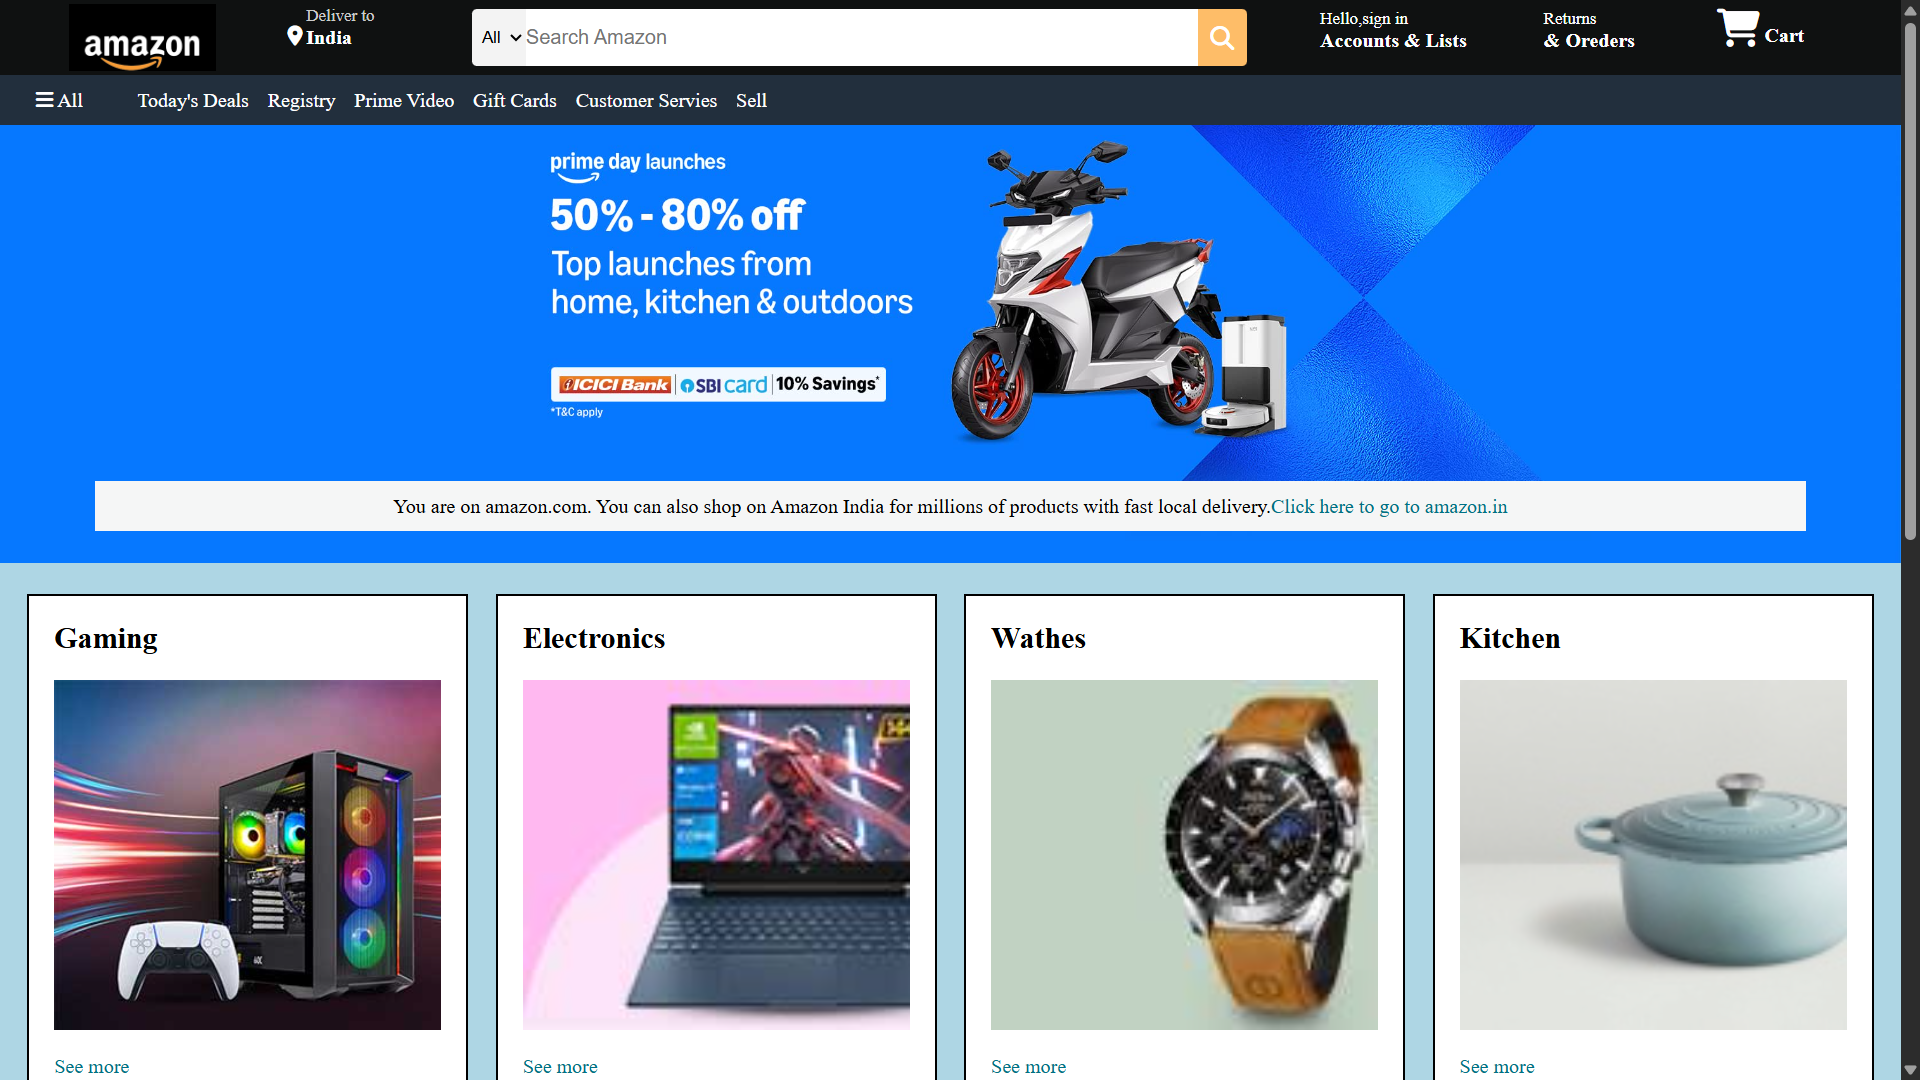 amazon
Deliver to
India
All
Search Amazon
Hello,sign in
Accounts & Lists
Returns
& Oreders
Cart
All
Today's Deals
Registry
Prime Video
Gift Cards
Customer Servies
Sell
prime day launches
50% - 80% off
Top launches from
home, kitchen & outdoors
ICICI Bank
SBI card
10% Savings*
*T&C apply
You are on amazon.com. You can also shop on Amazon India for millions of products with fast local delivery.Click here to go to amazon.in
Gaming
Electronics
Wathes
Kitchen
See more
See more
See more
See more